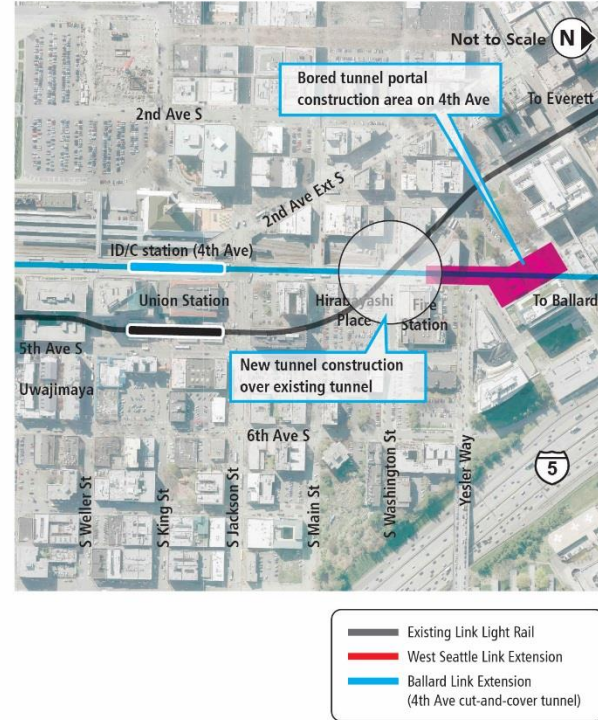 Not to Scale N
Bored tunnel portal
construction area on 4th Ave
To Everett
2nd Ave S
2nd Ave Ext S
ID/C station (4th Ave)
Union Station
Hirabayashi
Place
Fire
Station
To Ballard
5th Ave S
New tunnel construction
over existing tunnel
Uwajimaya
6th Ave S
5
S Weller St
S King St
S Jackson St
S Main St
S Washington St
Yesler Way
Existing Link Light Rail
West Seattle Link Extension
Ballard Link Extension
(4th Ave cut-and-cover tunnel)